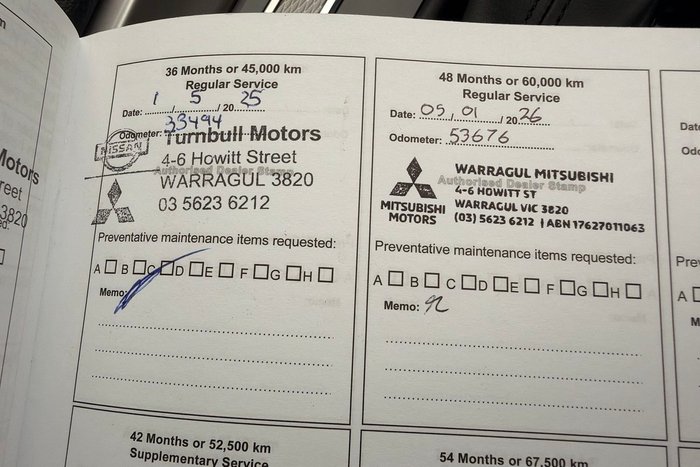 36 Months or 45,000 km
Regular Service
Date: 1 / 5 / 20 25
Odometer: 33494
NISSAN
Turnbull Motors
4-6 Howitt Street
Authorised Dealer Stamp
WARRAGUL 3820
03 5623 6212
Preventative maintenance items requested:
A B C D E F G H
Memo:
42 Months or 52,500 km
Supplementary Service
48 Months or 60,000 km
Regular Service
Date: 05 / 01 / 20 26
Odometer: 53676
WARRAGUL MITSUBISHI
Authorised Dealer Stamp
4-6 HOWITT ST
MITSUBISHI MOTORS
WARRAGUL VIC 3820
(03) 5623 6212 | ABN 17627011063
Preventative maintenance items requested:
A B C D E F G H
Memo:
54 Months or 67,500 km